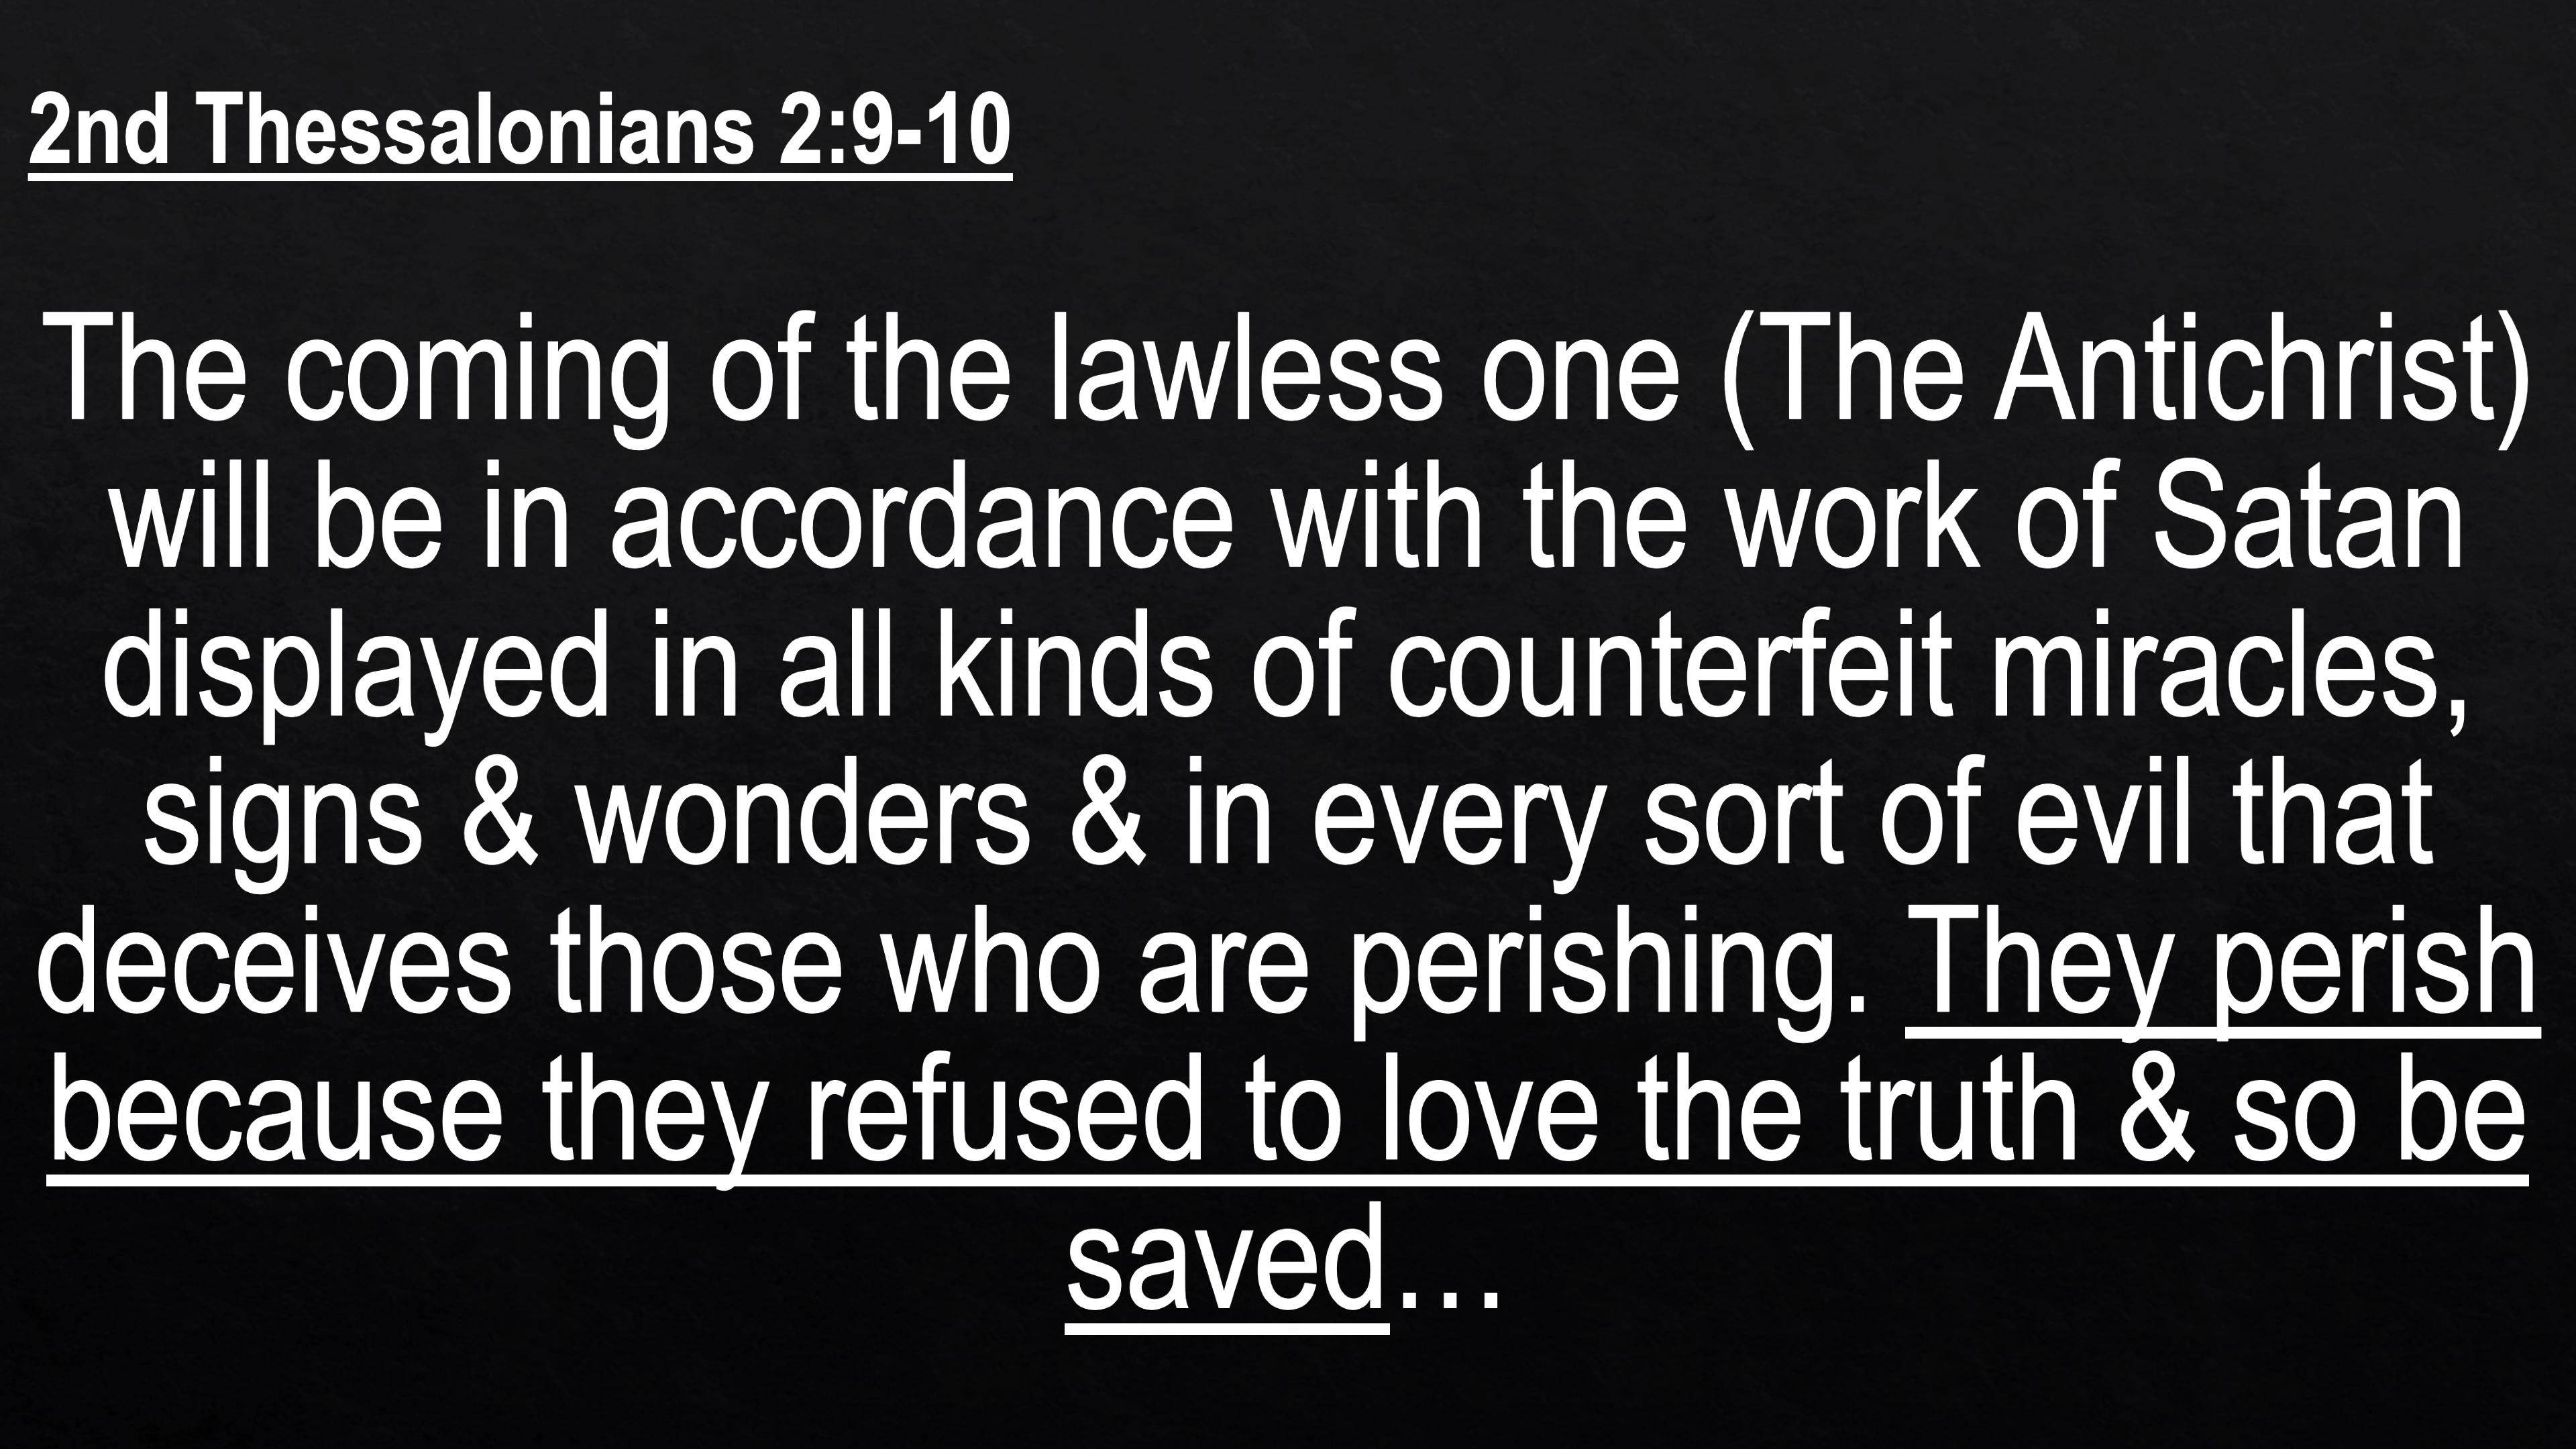 2nd Thessalonians 2:9-10
The coming of the lawless one (The Antichrist)
will be in accordance with the work of Satan
displayed in all kinds of counterfeit miracles,
signs & wonders & in every sort of evil that
deceives those who are perishing. They perish
because they refused to love the truth & so be
saved…